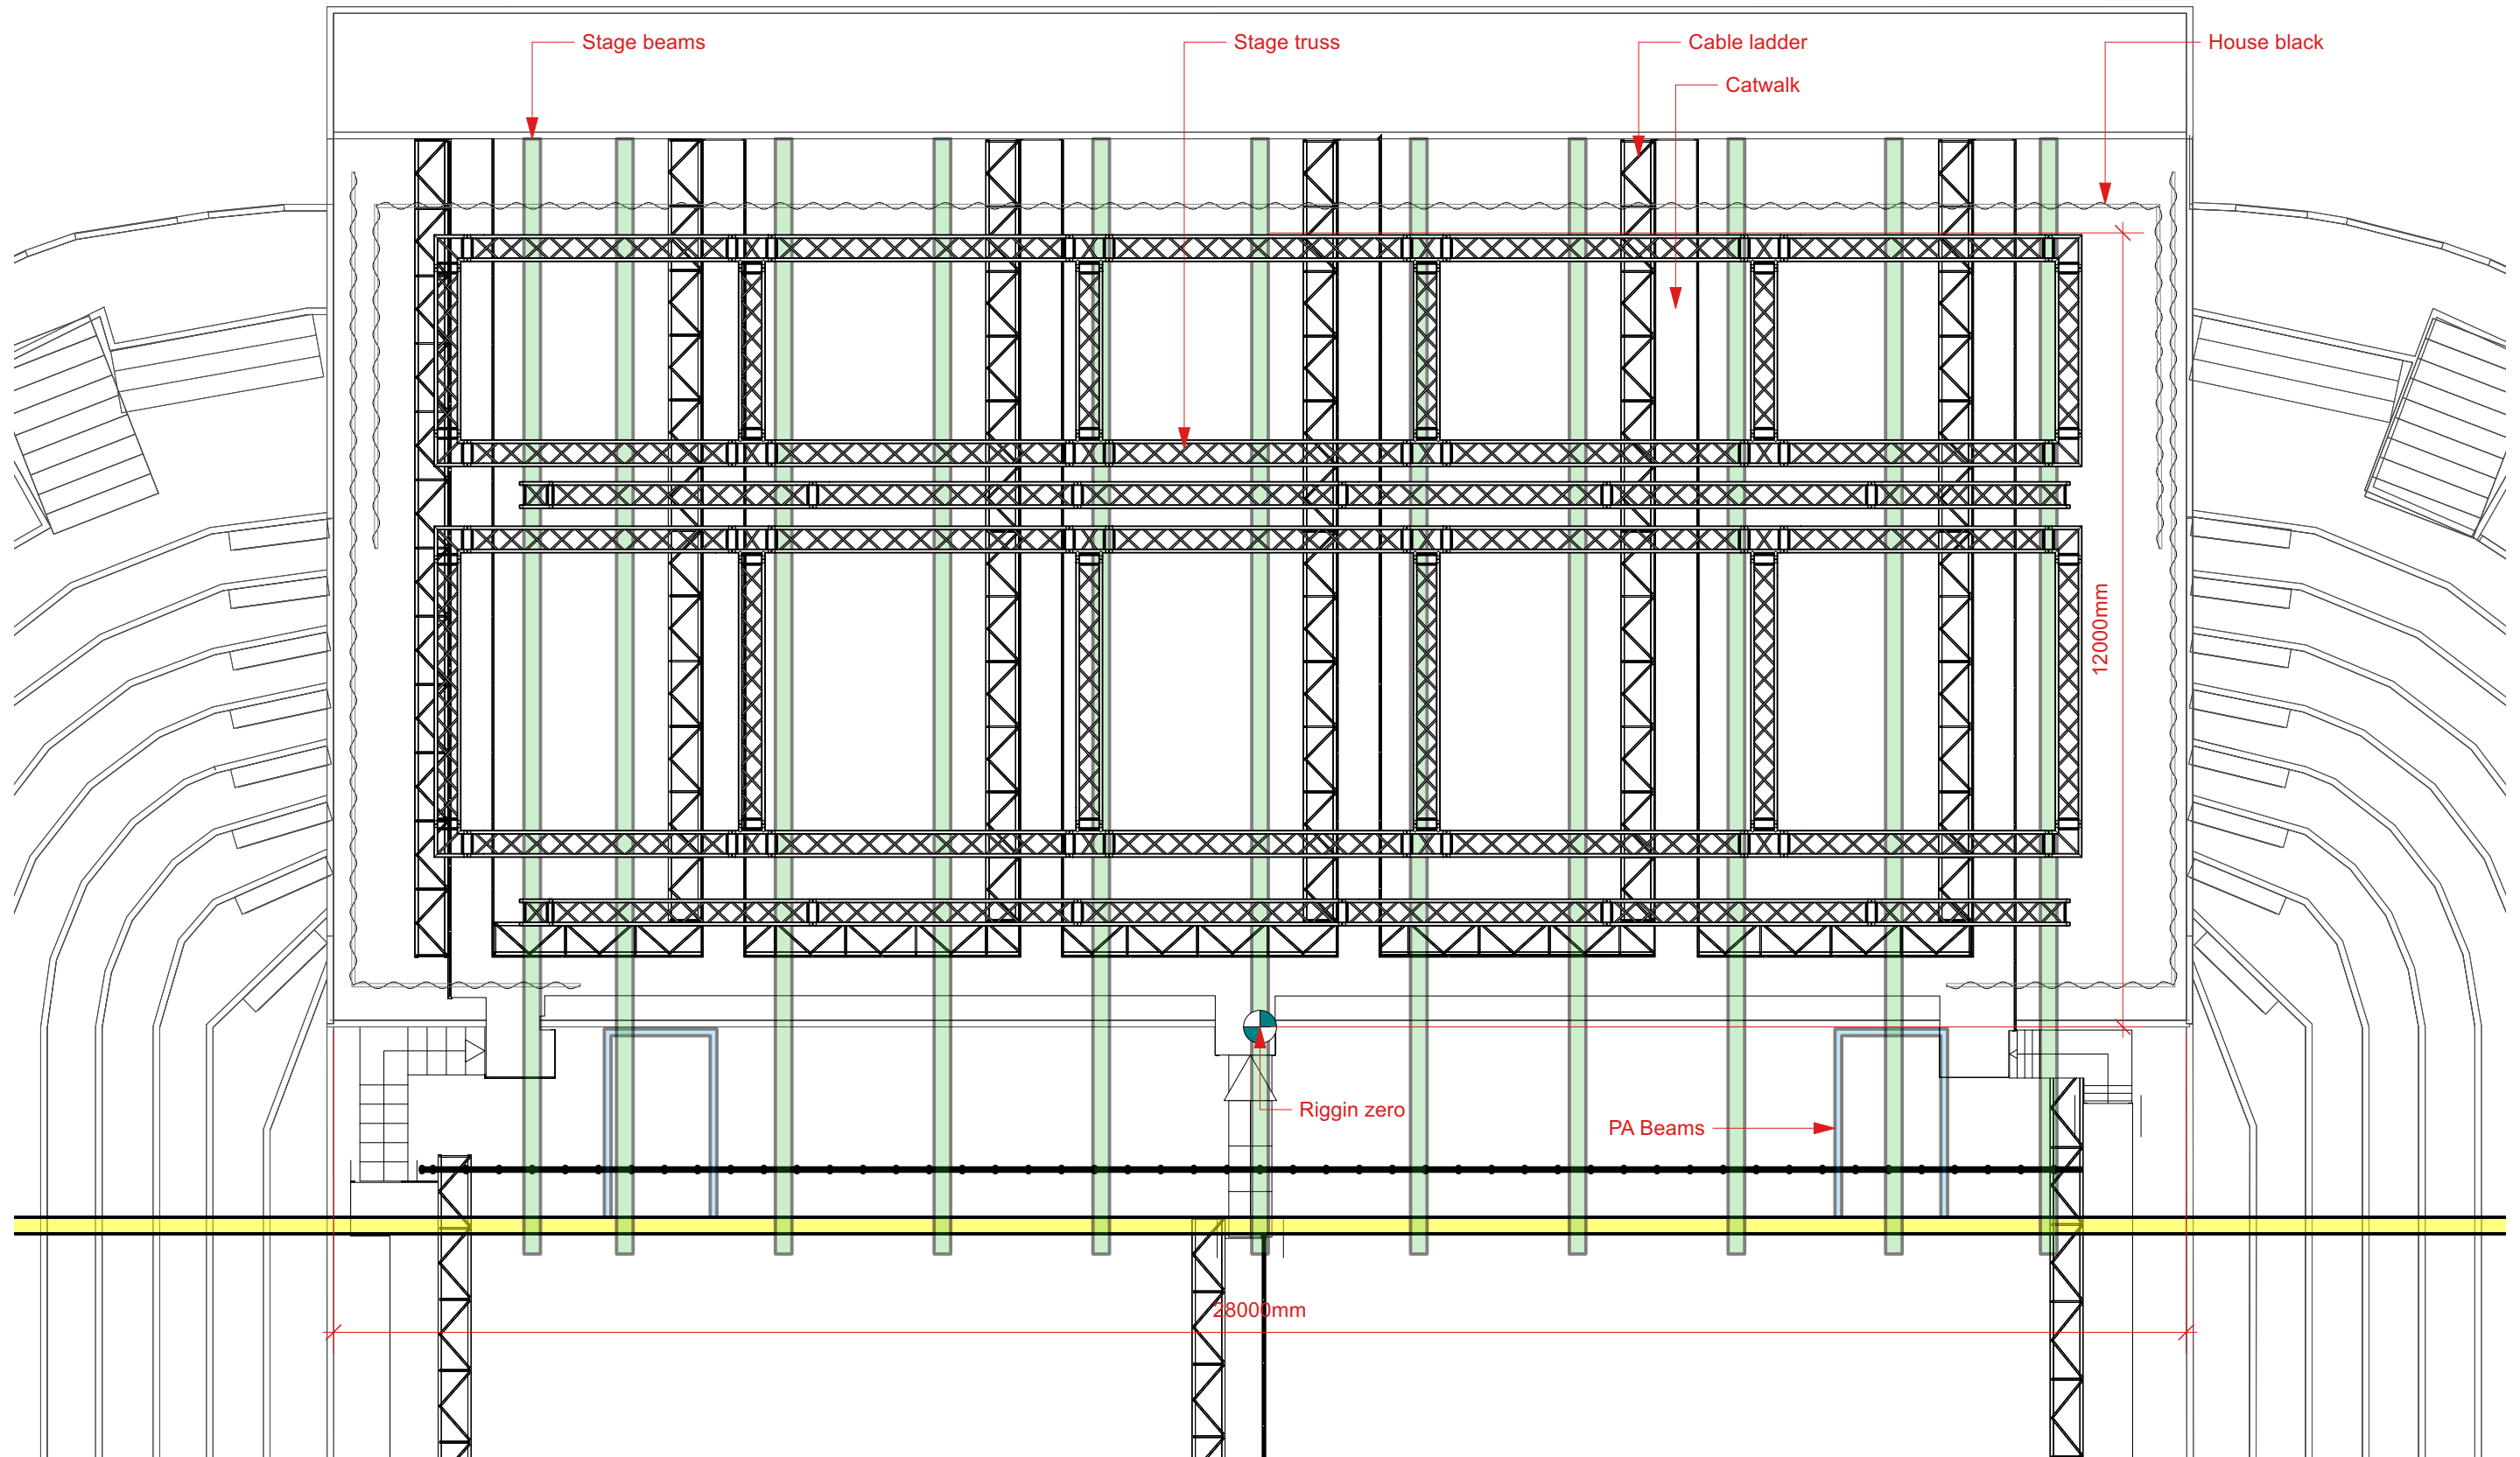 Stage beams
Stage truss
Cable ladder
House black
Catwalk
12000mm
Riggin zero
PA Beams
28000mm